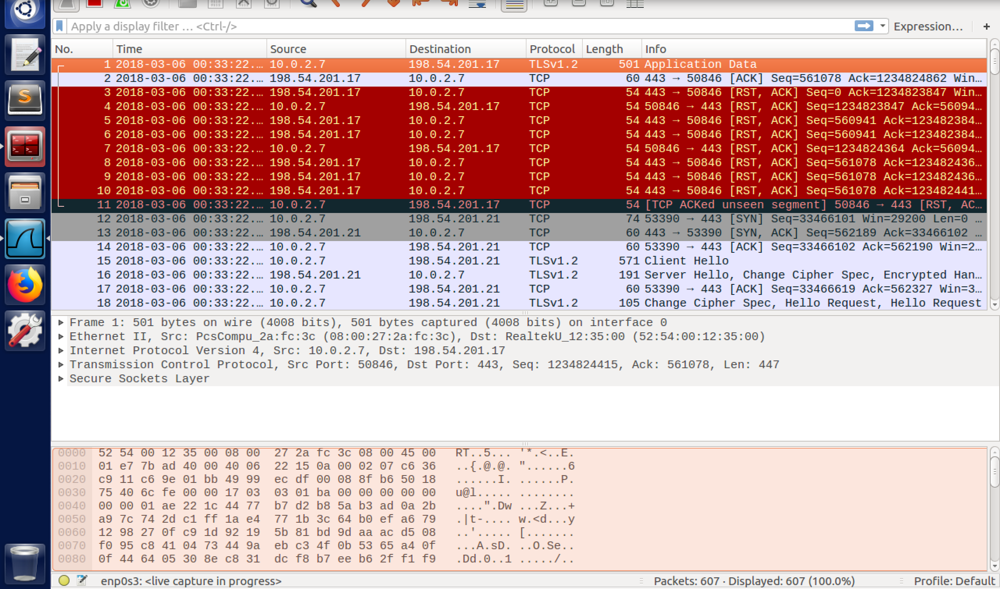 Apply a display filter … <Ctrl-/>
Expression…
+
No. Time Source Destination Protocol Length Info
1 2018-03-06 00:33:22.… 10.0.2.7 198.54.201.17 TLSv1.2 501 Application Data
2 2018-03-06 00:33:22.… 198.54.201.17 10.0.2.7 TCP 60 443 → 50846 [ACK] Seq=561078 Ack=1234824862 Win…
3 2018-03-06 00:33:22.… 198.54.201.17 10.0.2.7 TCP 54 443 → 50846 [RST, ACK] Seq=0 Ack=1234823847 Win…
4 2018-03-06 00:33:22.… 10.0.2.7 198.54.201.17 TCP 54 50846 → 443 [RST, ACK] Seq=1234823847 Ack=56094…
5 2018-03-06 00:33:22.… 198.54.201.17 10.0.2.7 TCP 54 443 → 50846 [RST, ACK] Seq=560941 Ack=123482384…
6 2018-03-06 00:33:22.… 198.54.201.17 10.0.2.7 TCP 54 443 → 50846 [RST, ACK] Seq=560941 Ack=123482384…
7 2018-03-06 00:33:22.… 10.0.2.7 198.54.201.17 TCP 54 50846 → 443 [RST, ACK] Seq=1234824364 Ack=56094…
8 2018-03-06 00:33:22.… 198.54.201.17 10.0.2.7 TCP 54 443 → 50846 [RST, ACK] Seq=561078 Ack=123482436…
9 2018-03-06 00:33:22.… 198.54.201.17 10.0.2.7 TCP 54 443 → 50846 [RST, ACK] Seq=561078 Ack=123482436…
10 2018-03-06 00:33:22.… 198.54.201.17 10.0.2.7 TCP 54 443 → 50846 [RST, ACK] Seq=561078 Ack=123482441…
11 2018-03-06 00:33:22.… 10.0.2.7 198.54.201.17 TCP 54 [TCP ACKed unseen segment] 50846 → 443 [RST, AC…
12 2018-03-06 00:33:22.… 10.0.2.7 198.54.201.21 TCP 74 53390 → 443 [SYN] Seq=33466101 Win=29200 Len=0 …
13 2018-03-06 00:33:22.… 198.54.201.21 10.0.2.7 TCP 60 443 → 53390 [SYN, ACK] Seq=562189 Ack=33466102 …
14 2018-03-06 00:33:22.… 10.0.2.7 198.54.201.21 TCP 60 53390 → 443 [ACK] Seq=33466102 Ack=562190 Win=2…
15 2018-03-06 00:33:22.… 10.0.2.7 198.54.201.21 TLSv1.2 571 Client Hello
16 2018-03-06 00:33:22.… 198.54.201.21 10.0.2.7 TLSv1.2 191 Server Hello, Change Cipher Spec, Encrypted Han…
17 2018-03-06 00:33:22.… 10.0.2.7 198.54.201.21 TCP 60 53390 → 443 [ACK] Seq=33466619 Ack=562327 Win=3…
18 2018-03-06 00:33:22.… 10.0.2.7 198.54.201.21 TLSv1.2 105 Change Cipher Spec, Hello Request, Hello Request
Frame 1: 501 bytes on wire (4008 bits), 501 bytes captured (4008 bits) on interface 0
Ethernet II, Src: PcsCompu_2a:fc:3c (08:00:27:2a:fc:3c), Dst: RealtekU_12:35:00 (52:54:00:12:35:00)
Internet Protocol Version 4, Src: 10.0.2.7, Dst: 198.54.201.17
Transmission Control Protocol, Src Port: 50846, Dst Port: 443, Seq: 1234824415, Ack: 561078, Len: 447
Secure Sockets Layer
0000 52 54 00 12 35 00 08 00 27 2a fc 3c 08 00 45 00 RT..5... '*.<..E.
0010 01 e7 7b ad 40 00 40 06 22 15 0a 00 02 07 c6 36 ..{.@.@. "......6
0020 c9 11 c6 9e 01 bb 49 99 ec df 00 08 8f b6 50 18 ......I. ......P.
0030 75 40 6c fe 00 00 17 03 03 01 ba 00 00 00 00 00 u@l..... ........
0040 00 00 01 ae 22 1c 44 77 b7 d2 b8 5a b3 ad 0a 2b ....".Dw ...Z...+
0050 a9 7c 74 2d c1 ff 1a e4 77 1b 3c 64 b0 ef a6 79 .|t-.... w.<d...y
0060 12 98 27 0f c9 1d 92 19 5b 81 bd 9d aa ac d5 08 ..'..... [.......
0070 f0 95 c8 41 04 73 44 9a eb c3 4f 0b 53 65 a4 0f ...A.sD. ..O.Se..
0080 0f 44 64 05 30 8e c8 31 dc f8 b7 ee b6 2f f1 f9 .Dd.0..1 ...../..
enp0s3: <live capture in progress>
Packets: 607 · Displayed: 607 (100.0%)
Profile: Default